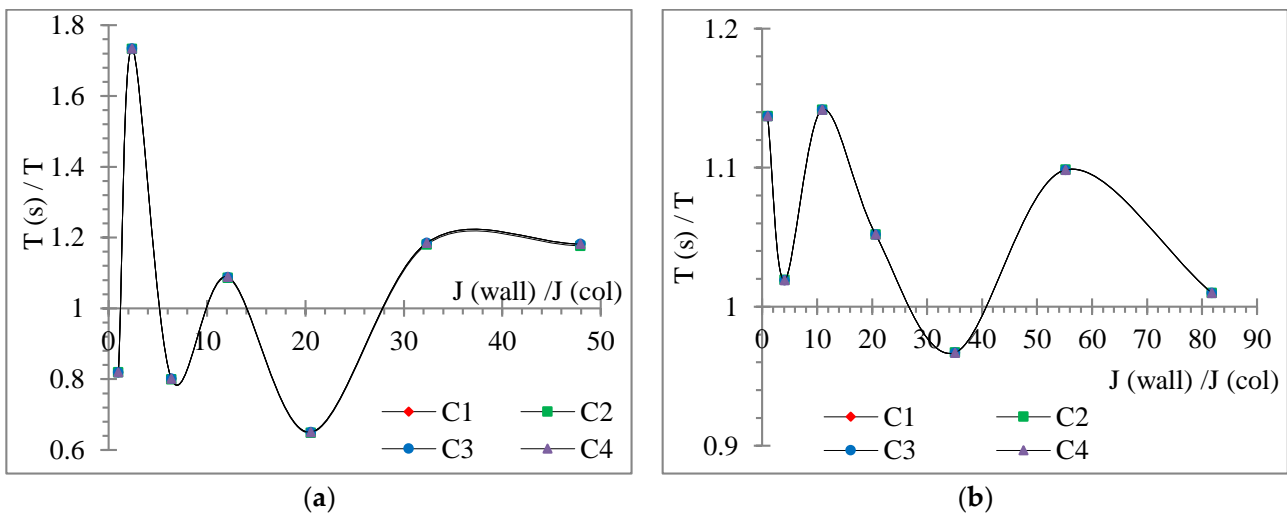 1.8
1.6
1.4
1.2
1
0.8
0.6
T (s) / T
0 10 20 30 40 50
J (wall) /J (col)
C1 C2
C3 C4
(a)
1.2
1.1
1
0.9
T (s) / T
0 10 20 30 40 50 60 70 80 90
J (wall) /J (col)
C1 C2
C3 C4
(b)